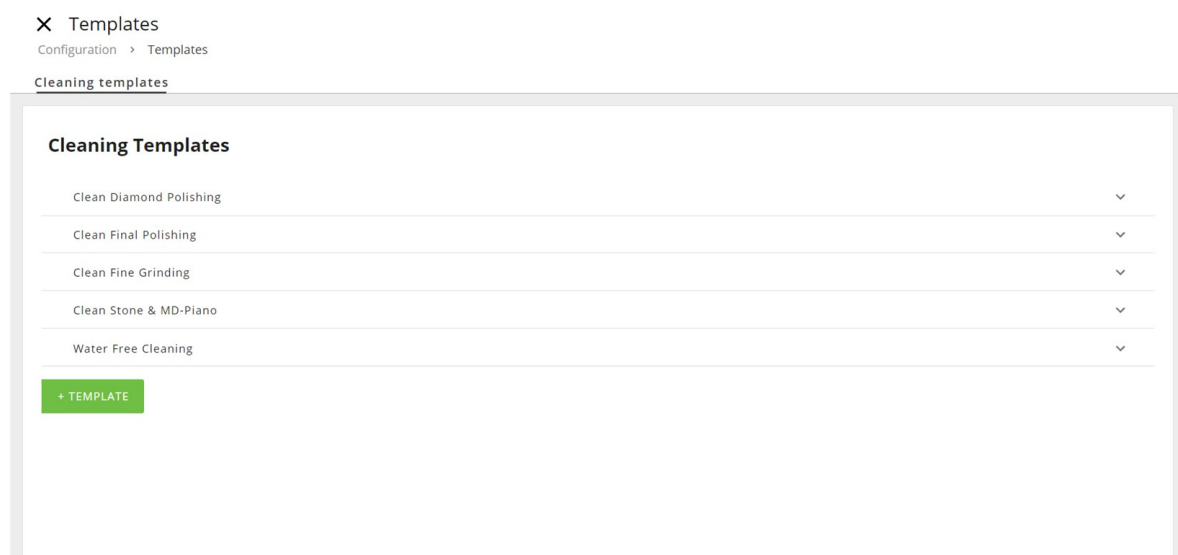 Templates
Configuration > Templates
Cleaning templates
Cleaning Templates
Clean Diamond Polishing
Clean Final Polishing
Clean Fine Grinding
Clean Stone & MD-Piano
Water Free Cleaning
+ TEMPLATE